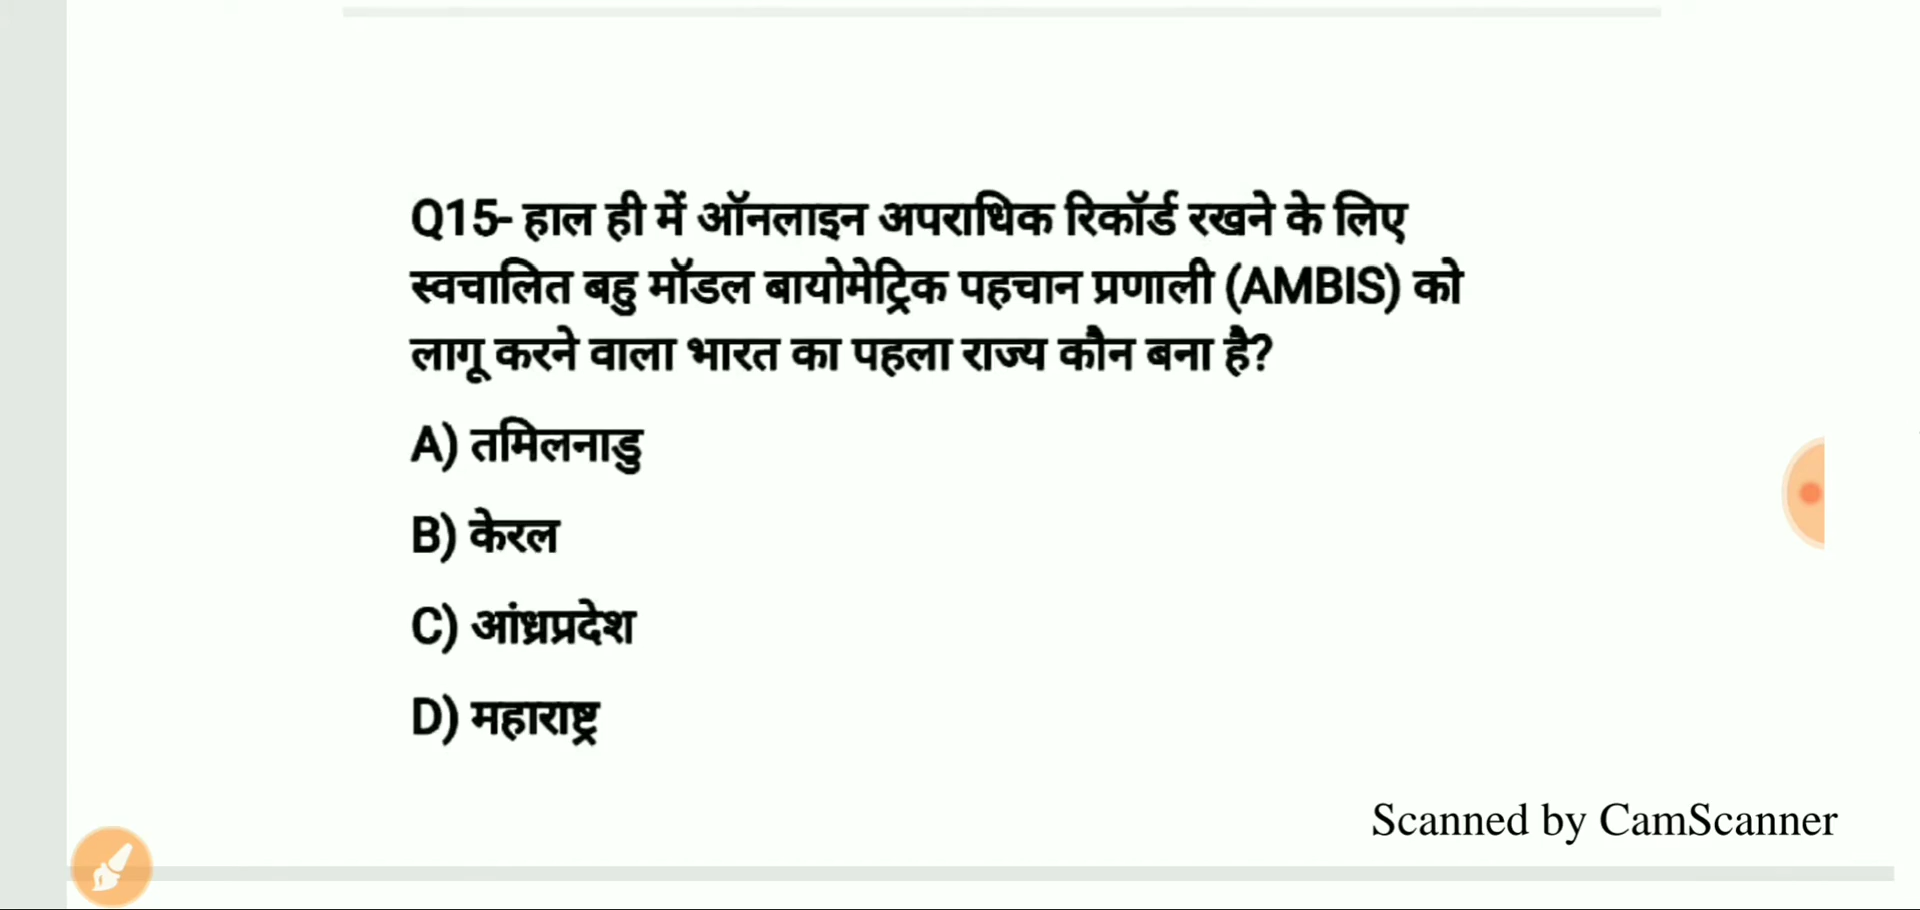 Q15- हाल ही में ऑनलाइन अपराधिक रिकॉर्ड रखने के लिए
स्वचालित बहु मॉडल बायोमेट्रिक पहचान प्रणाली (AMBIS) को
लागू करने वाला भारत का पहला राज्य कौन बना है?
A) तमिलनाडु
B) केरल
C) आंध्रप्रदेश
D) महाराष्ट्र
Scanned by CamScanner